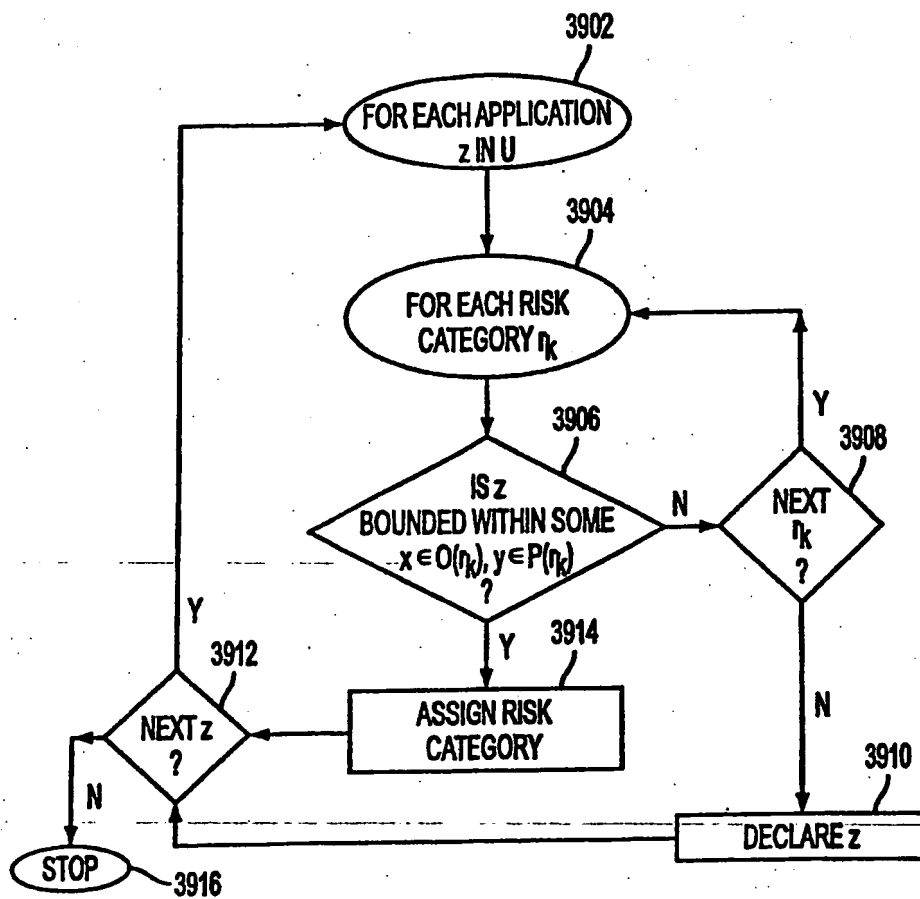 3902
FOR EACH APPLICATION
z IN U
3904
FOR EACH RISK
CATEGORY rk
3906
IS z
BOUNDED WITHIN SOME
x ∈ O(rk), y ∈ P(rk)
?
N
Y
3908
NEXT
rk
?
Y
N
3914
ASSIGN RISK
CATEGORY
3912
NEXT z
?
Y
N
3910
DECLARE z
STOP
3916